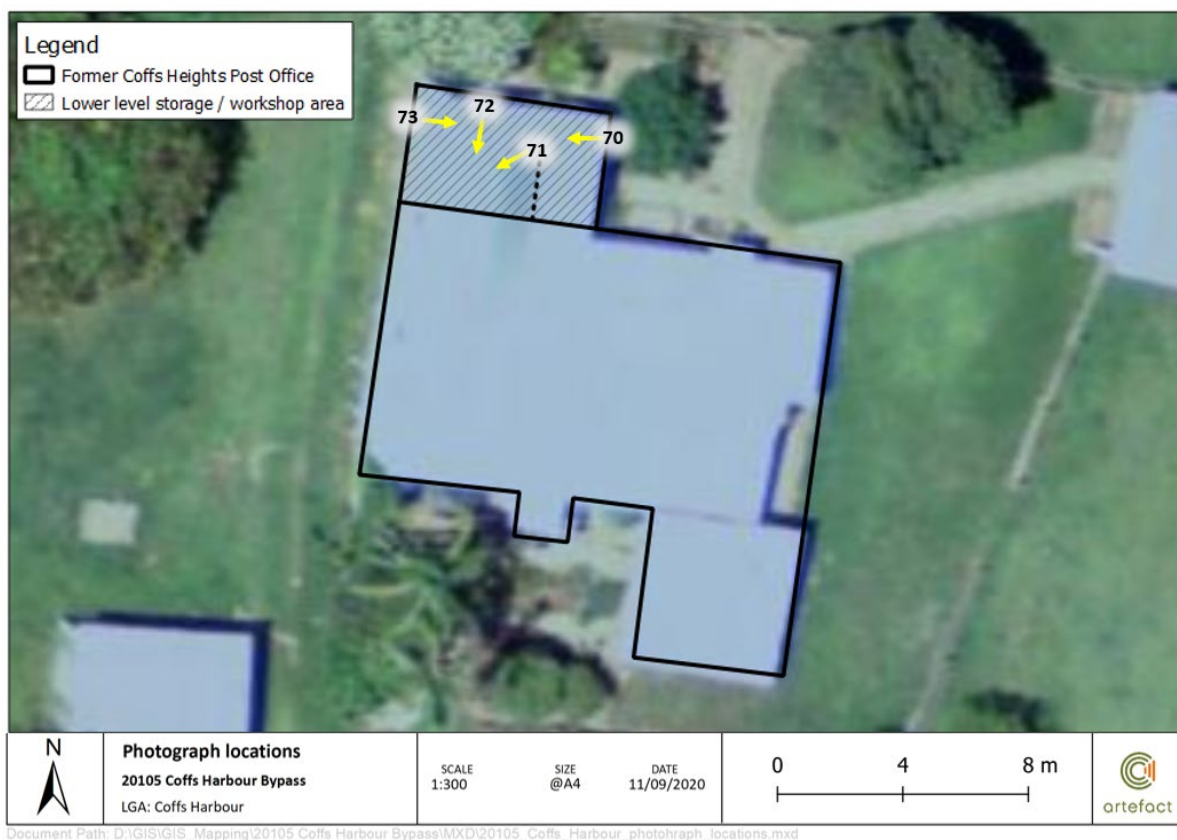 Legend
Former Coffs Heights Post Office
Lower level storage / workshop area
73
72
71
70
N
Photograph locations
20105 Coffs Harbour Bypass
LGA: Coffs Harbour
SCALE
1:300
SIZE
@A4
DATE
11/09/2020
0 4 8 m
artefact
Document Path: D:\GIS\GIS_Mapping\20105 Coffs Harbour Bypass\MXD\20105_Coffs_Harbour_photohraph_locations.mxd